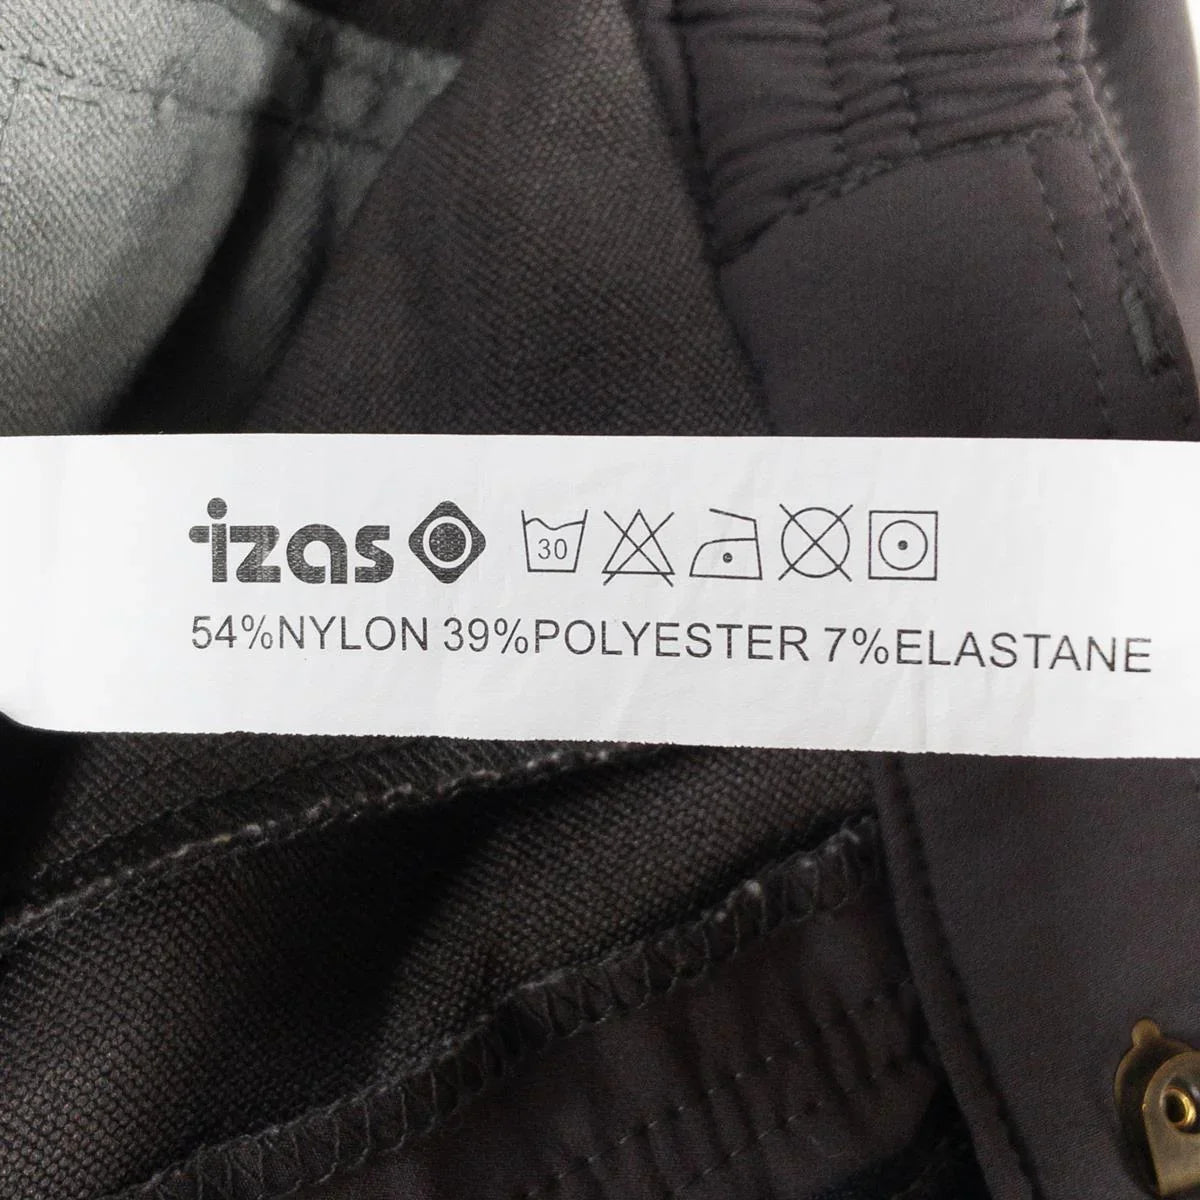 izas 30
54%NYLON 39%POLYESTER 7%ELASTANE